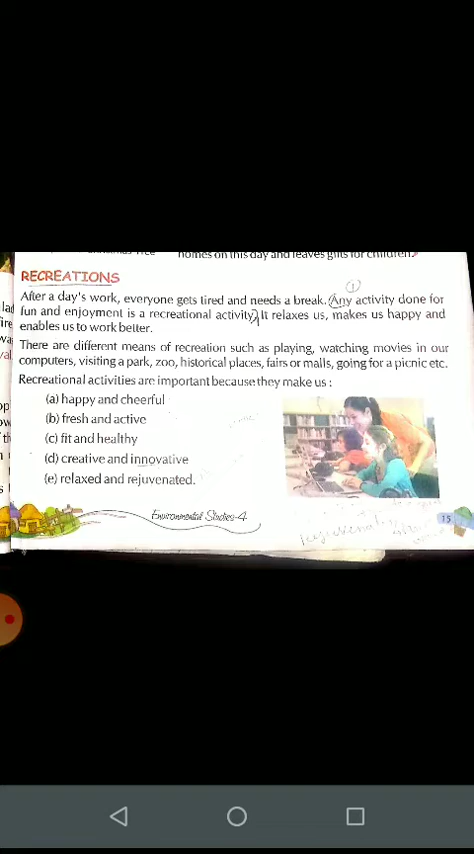 homes on this day and leaves gifts for children.
RECREATIONS
After a day's work, everyone gets tired and needs a break. Any activity done for
fun and enjoyment is a recreational activity. It relaxes us, makes us happy and
enables us to work better.
There are different means of recreation such as playing, watching movies in our
computers, visiting a park, zoo, historical places, fairs or malls, going for a picnic etc.
Recreational activities are important because they make us :
(a) happy and cheerful
(b) fresh and active
(c) fit and healthy
(d) creative and innovative
(e) relaxed and rejuvenated.
Environmental Studies-4
15